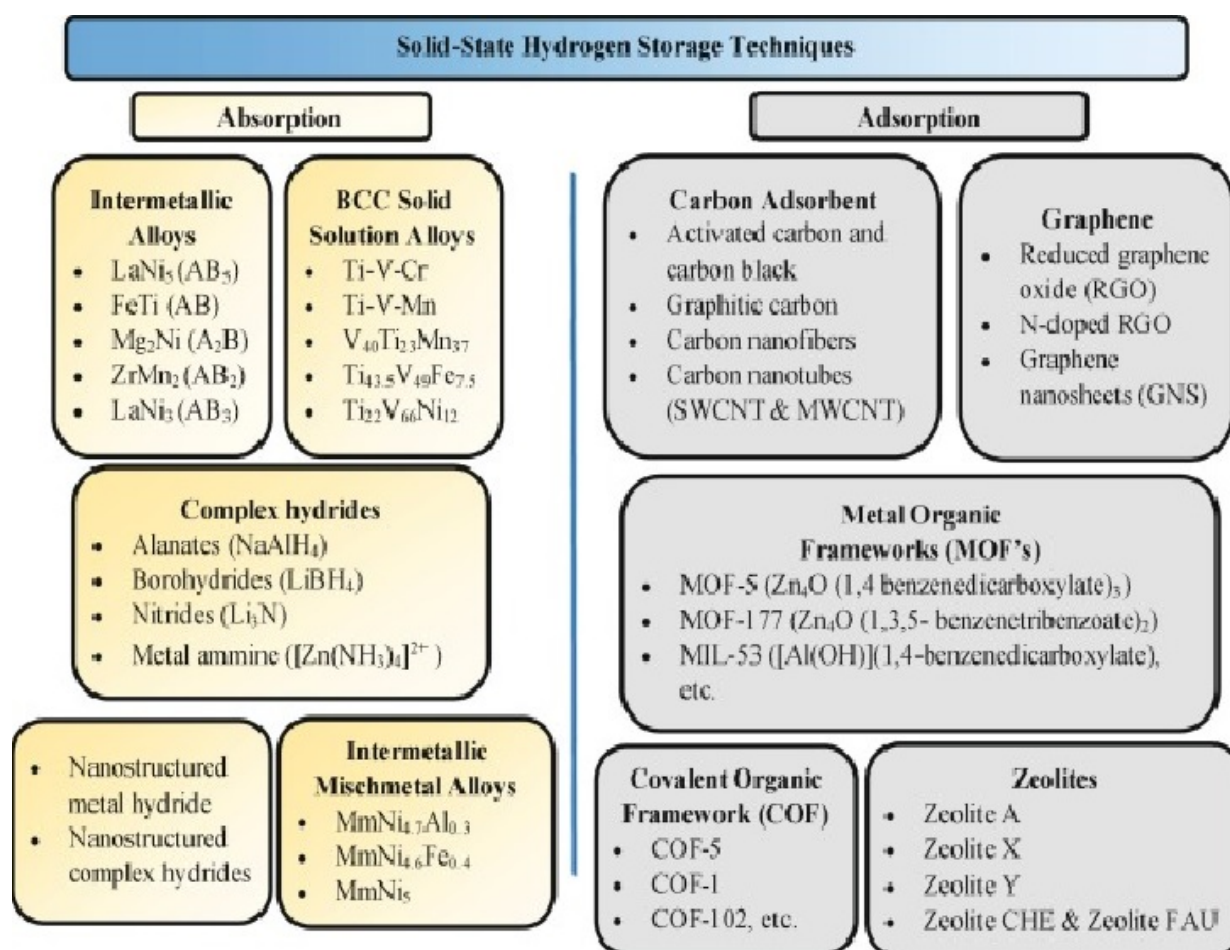 Solid-State Hydrogen Storage Techniques
Absorption
Intermetallic
Alloys
• LaNi₅ (AB₅)
• FeTi (AB)
• Mg₂Ni (A₂B)
• ZrMn₂ (AB₂)
• LaNi₃ (AB₃)
BCC Solid
Solution Alloys
• Ti-V-Cr
• Ti-V-Mn
• V₄₀Ti₂₃Mn₃₇
• Ti₄₃.₅V₄₉Fe₇.₅
• Ti₂₂V₆₆Ni₁₂
Complex hydrides
• Alanates (NaAlH₄)
• Borohydrides (LiBH₄)
• Nitrides (Li₃N)
• Metal ammine ([Zn(NH₃)₄]²⁺ )
• Nanostructured
metal hydride
• Nanostructured
complex hydrides
Intermetallic
Mischmetal Alloys
• MmNi₄.₇Al₀.₃
• MmNi₄.₆Fe₀.₄
• MmNi₅
Adsorption
Carbon Adsorbent
• Activated carbon and
carbon black
• Graphitic carbon
• Carbon nanofibers
• Carbon nanotubes
(SWCNT & MWCNT)
Graphene
• Reduced graphene
oxide (RGO)
• N-doped RGO
• Graphene
nanosheets (GNS)
Metal Organic
Frameworks (MOF's)
• MOF-5 (Zn₄O (1,4 benzenedicarboxylate)₃)
• MOF-177 (Zn₄O (1,3,5- benzenetribenzoate)₂)
• MIL-53 ([Al(OH)](1,4-benzenedicarboxylate),
etc.
Covalent Organic
Framework (COF)
• COF-5
• COF-1
• COF-102, etc.
Zeolites
• Zeolite A
• Zeolite X
• Zeolite Y
• Zeolite CHE & Zeolite FAU